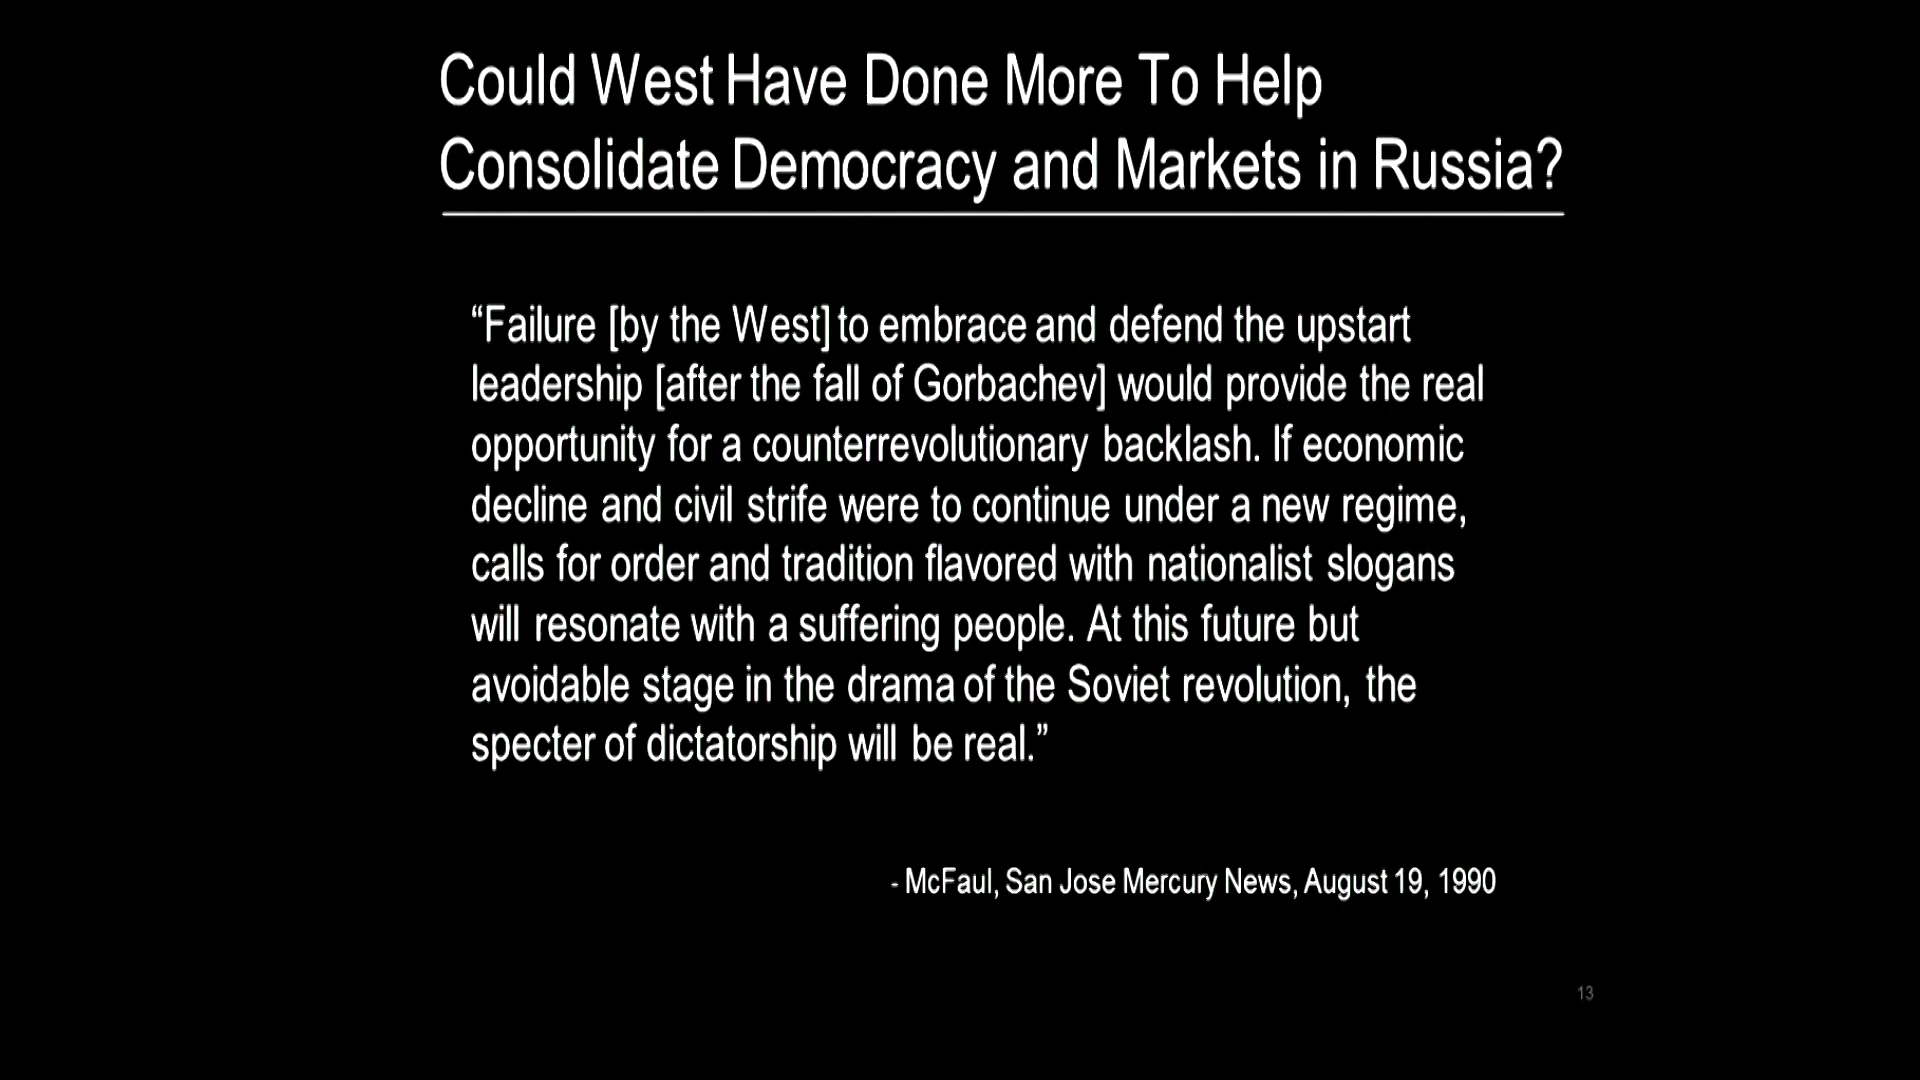 Could West Have Done More To Help
Consolidate Democracy and Markets in Russia?
“Failure [by the West] to embrace and defend the upstart
leadership [after the fall of Gorbachev] would provide the real
opportunity for a counterrevolutionary backlash. If economic
decline and civil strife were to continue under a new regime,
calls for order and tradition flavored with nationalist slogans
will resonate with a suffering people. At this future but
avoidable stage in the drama of the Soviet revolution, the
specter of dictatorship will be real.”
- McFaul, San Jose Mercury News, August 19, 1990
13